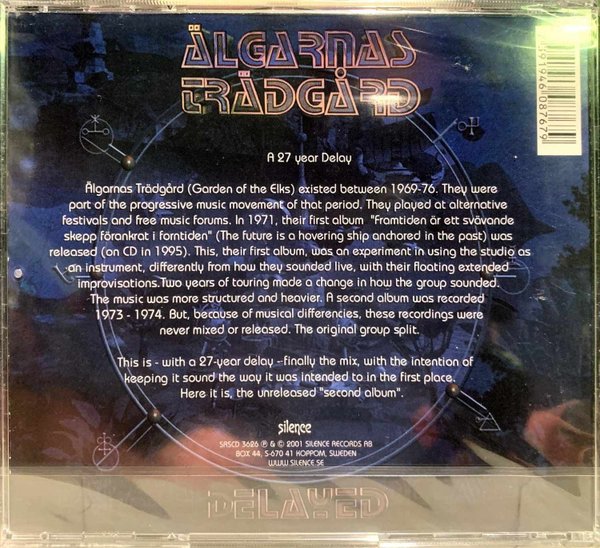 ÄLGARNAS
TRÄDGÅRD
A 27 year Delay
Älgarnas Trädgård (Garden of the Elks) existed between 1969-76. They were
part of the progressive music movement of that period. They played at alternative
festivals and free music forums. In 1971, their first album "Framtiden är ett svävande
skepp förankrat i forntiden" (The future is a hovering ship anchored in the past) was
released (on CD in 1995). This, their first album, was an experiment in using the studio as
an instrument, differently from how they sounded live, with their floating extended
improvisations.Two years of touring made a change in how the group sounded.
The music was more structured and heavier. A second album was recorded
1973 - 1974. But, because of musical differencies, these recordings were
never mixed or released. The original group split.
This is - with a 27-year delay - finally the mix, with the intention of
keeping it sound the way it was intended to in the first place.
Here it is, the unreleased "second album".
silence
SRSCD 3626 ℗ & © 2001 SILENCE RECORDS AB
BOX 44, S-670 41 KOPPOM, SWEDEN
WWW.SILENCE.SE
DELAYED